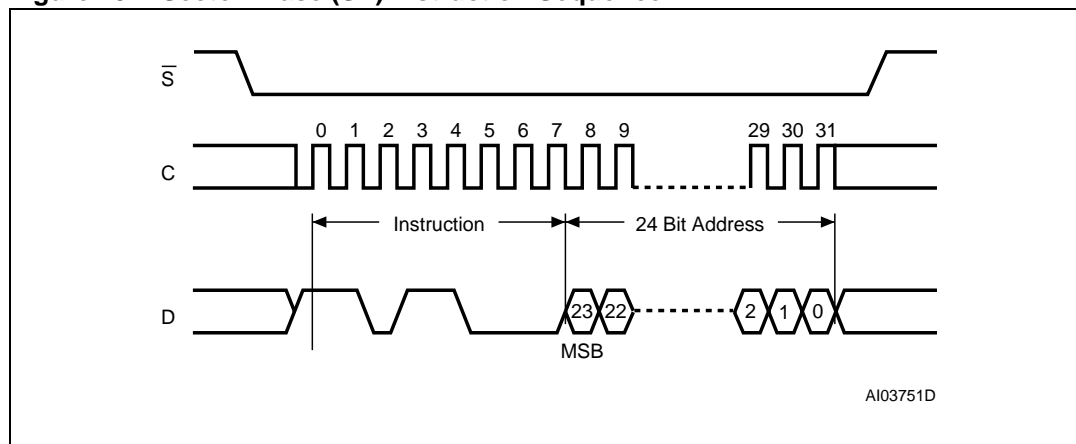 S̅
0 1 2 3 4 5 6 7 8 9 29 30 31
C
Instruction 24 Bit Address
D 23 22 2 1 0
MSB
AI03751D